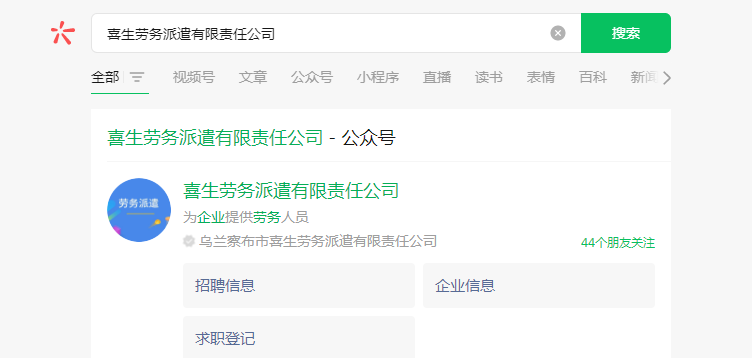 喜生劳务派遣有限责任公司 搜索
全部 视频号 文章 公众号 小程序 直播 读书 表情 百科 新闻
喜生劳务派遣有限责任公司 - 公众号
劳务派遣
喜生劳务派遣有限责任公司
为企业提供劳务人员
乌兰察布市喜生劳务派遣有限责任公司 44个朋友关注
招聘信息 企业信息
求职登记